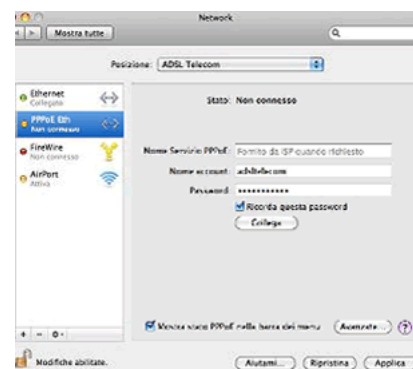 Network
Mostra tutte
Posizione: ADSL Telecom
Ethernet
Collegato
PPPoE Eth
Non connesso
FireWire
Non connesso
AirPort
Attiva
Stato: Non connesso
Nome Servizio PPPoE: Fornito da ISP quando richiesto
Nome account: adsltelecom
Password: •••••••••••
Ricorda questa password
Collega
Mostra stato PPPoE nella barra dei menu
Avanzate...
?
+ -
Modifiche abilitate.
Aiutami...
Ripristina
Applica